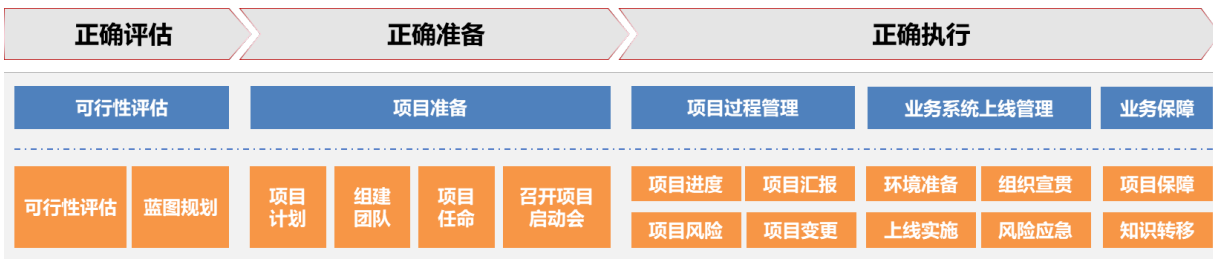 正确评估
正确准备
正确执行
可行性评估
项目准备
项目过程管理
业务系统上线管理
业务保障
可行性评估
蓝图规划
项目
计划
组建
团队
项目
任命
召开项目
启动会
项目进度
项目汇报
环境准备
组织宣贯
项目保障
项目风险
项目变更
上线实施
风险应急
知识转移